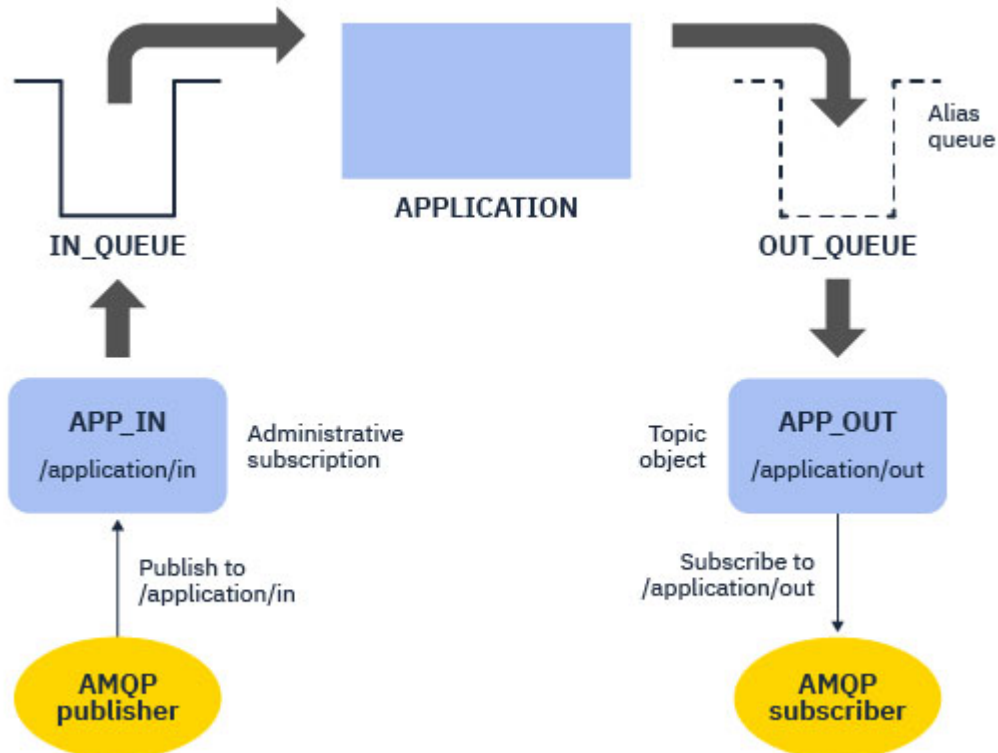 Alias
queue
APPLICATION
IN_QUEUE
OUT_QUEUE
APP_IN
/application/in
Administrative
subscription
Topic
object
APP_OUT
/application/out
Publish to
/application/in
Subscribe to
/application/out
AMQP
publisher
AMQP
subscriber